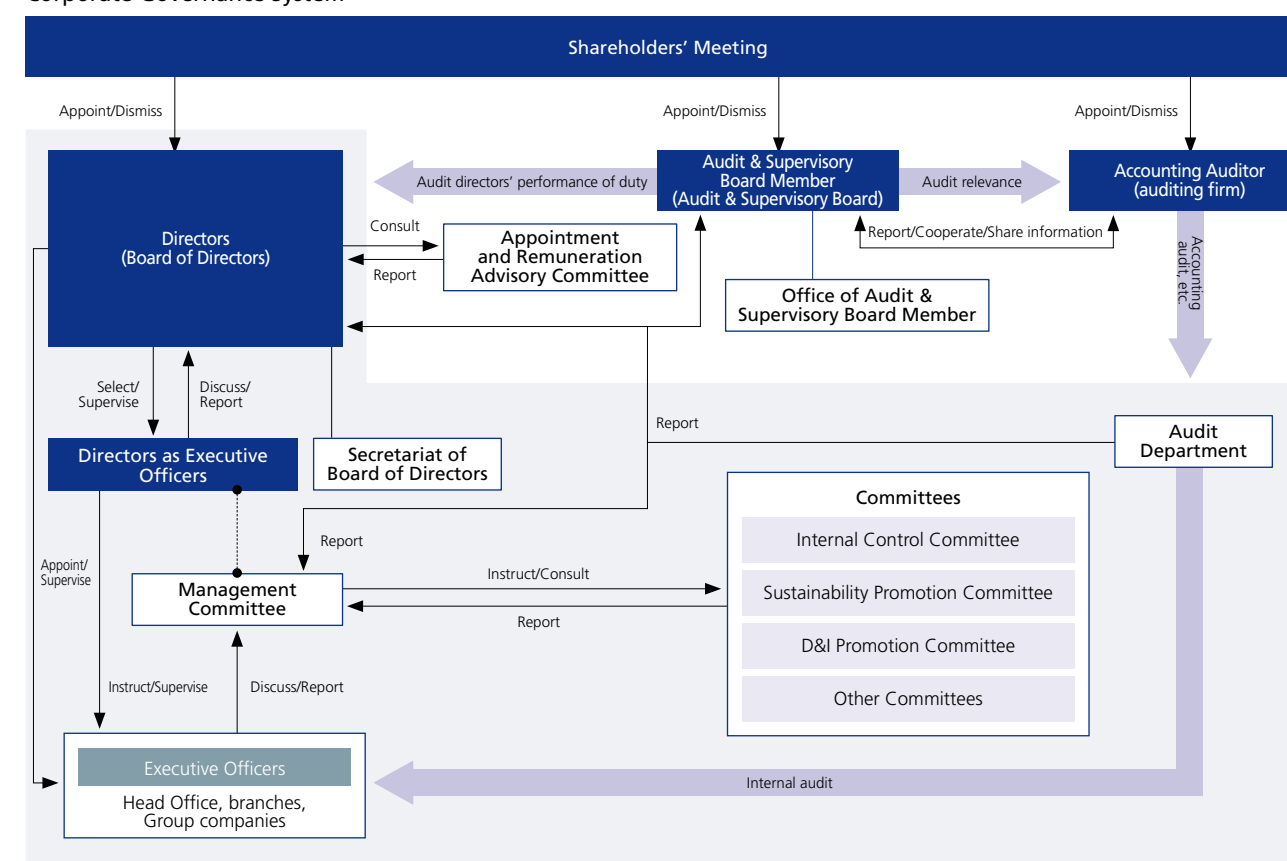 Corporate Governance System
Shareholders’ Meeting
Appoint/Dismiss
Appoint/Dismiss
Appoint/Dismiss
Directors
(Board of Directors)
Audit directors’ performance of duty
Audit & Supervisory
Board Member
(Audit & Supervisory Board)
Audit relevance
Accounting Auditor
(auditing firm)
Consult
Report
Appointment
and Remuneration
Advisory Committee
Report/Cooperate/Share information
Accounting
audit, etc.
Office of Audit &
Supervisory Board Member
Select/
Supervise
Discuss/
Report
Report
Audit
Department
Directors as Executive
Officers
Secretariat of
Board of Directors
Committees
Internal Control Committee
Sustainability Promotion Committee
D&I Promotion Committee
Other Committees
Report
Appoint/
Supervise
Management
Committee
Instruct/Consult
Report
Instruct/Supervise
Discuss/Report
Executive Officers
Head Office, branches,
Group companies
Internal audit